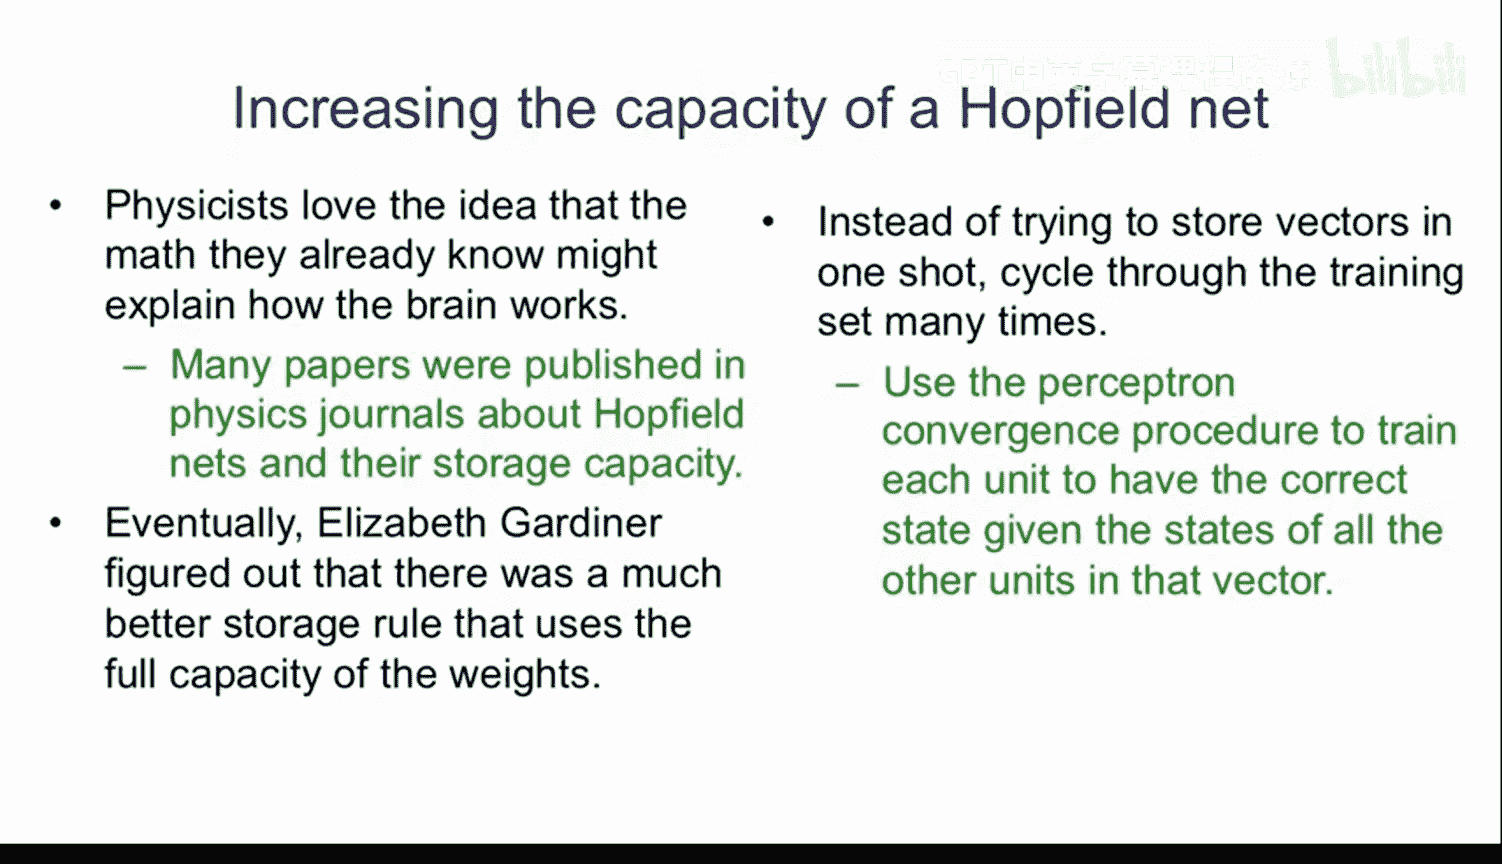 Increasing the capacity of a Hopfield net
• Physicists love the idea that the
math they already know might
explain how the brain works.
– Many papers were published in
physics journals about Hopfield
nets and their storage capacity.
• Eventually, Elizabeth Gardiner
figured out that there was a much
better storage rule that uses the
full capacity of the weights.
• Instead of trying to store vectors in
one shot, cycle through the training
set many times.
– Use the perceptron
convergence procedure to train
each unit to have the correct
state given the states of all the
other units in that vector.
bilibili